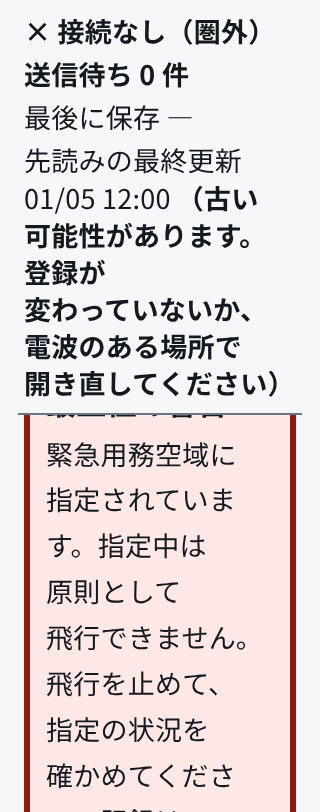 × 接続なし（圏外）
送信待ち 0 件
最後に保存 —
先読みの最終更新
01/05 12:00 （古い
可能性があります。
登録が
変わっていないか、
電波のある場所で
開き直してください）
緊急用務空域に
指定されていま
す。指定中は
原則として
飛行できません。
飛行を止めて、
指定の状況を
確かめてくださ